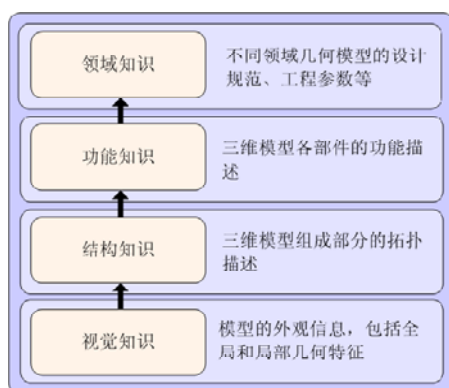 领域知识
不同领域几何模型的设计
规范、工程参数等
功能知识
三维模型各部件的功能描
述
结构知识
三维模型组成部分的拓扑
描述
视觉知识
模型的外观信息，包括全
局和局部几何特征